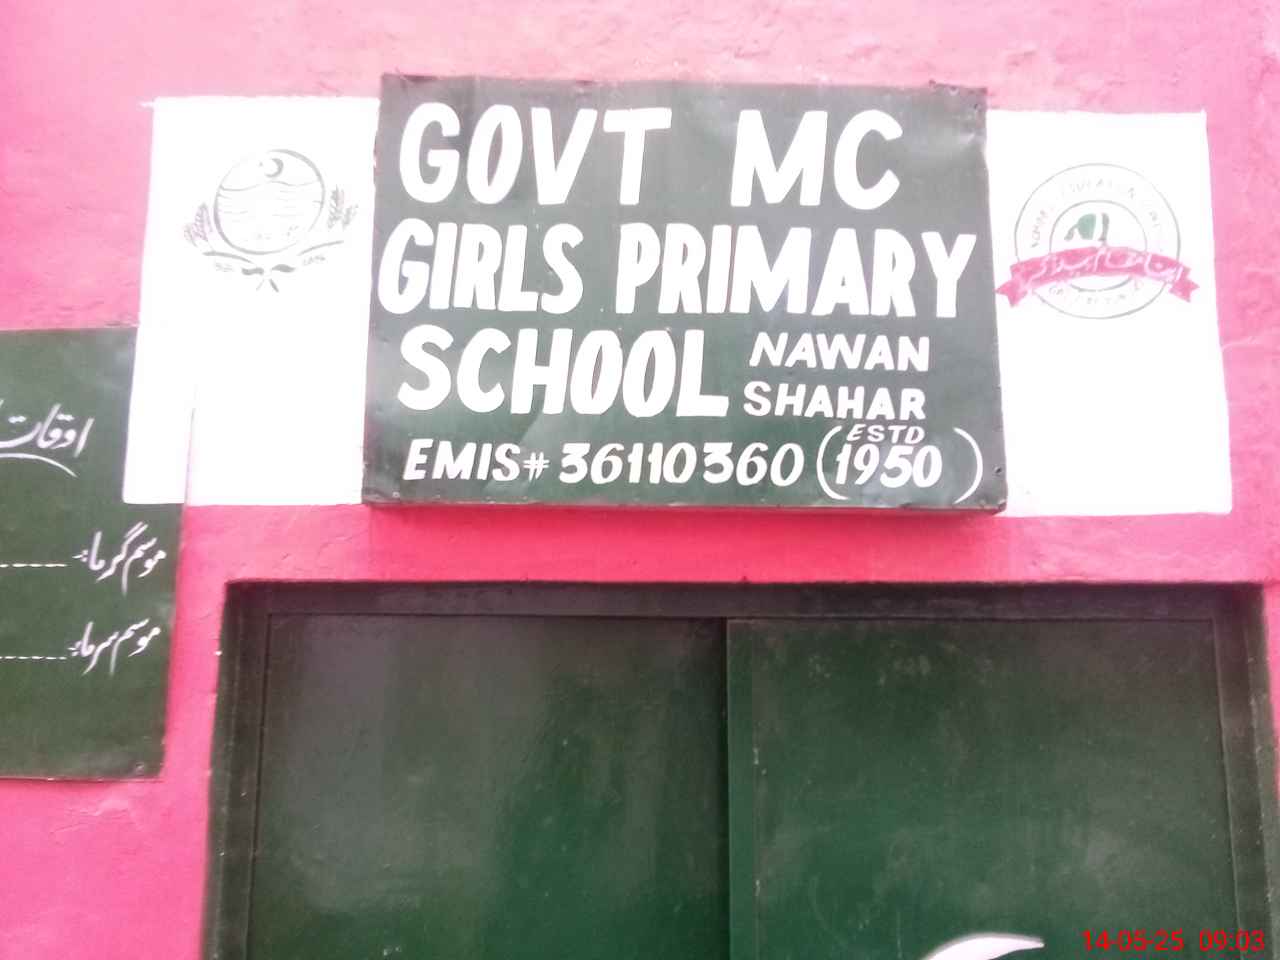 GOVT MC
GIRLS PRIMARY
SCHOOL NAWAN
SHAHAR
EMIS# 36110360 (ESTD
1950)
اوقات
موسم گرما:
موسم سرما:
14-05-25 09:03